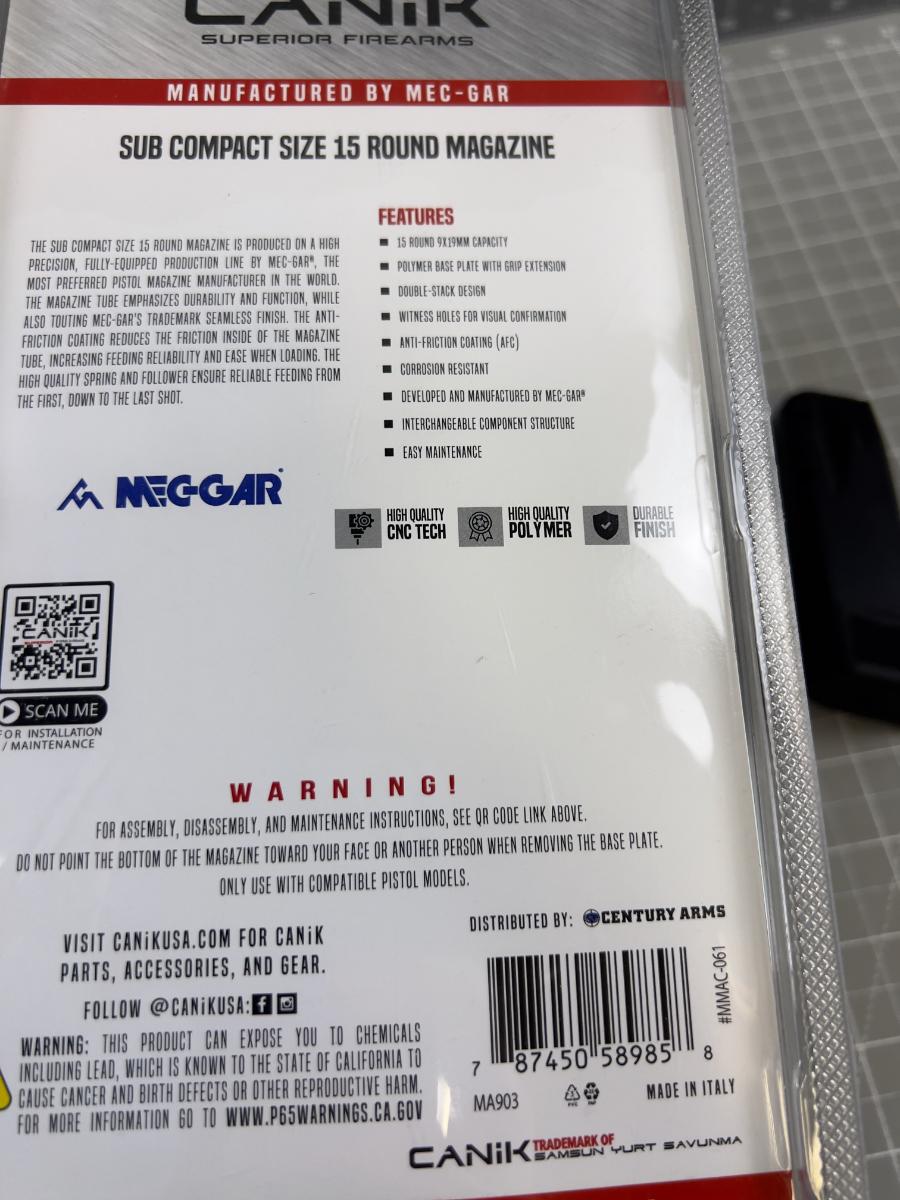 CANiK
SUPERIOR FIREARMS
MANUFACTURED BY MEC-GAR
SUB COMPACT SIZE 15 ROUND MAGAZINE
THE SUB COMPACT SIZE 15 ROUND MAGAZINE IS PRODUCED ON A HIGH
PRECISION, FULLY-EQUIPPED PRODUCTION LINE BY MEC-GAR®, THE
MOST PREFERRED PISTOL MAGAZINE MANUFACTURER IN THE WORLD.
THE MAGAZINE TUBE EMPHASIZES DURABILITY AND FUNCTION, WHILE
ALSO TOUTING MEC-GAR'S TRADEMARK SEAMLESS FINISH. THE ANTI-
FRICTION COATING REDUCES THE FRICTION INSIDE OF THE MAGAZINE
TUBE, INCREASING FEEDING RELIABILITY AND EASE WHEN LOADING. THE
HIGH QUALITY SPRING AND FOLLOWER ENSURE RELIABLE FEEDING FROM
THE FIRST, DOWN TO THE LAST SHOT.
FEATURES
15 ROUND 9X19MM CAPACITY
POLYMER BASE PLATE WITH GRIP EXTENSION
DOUBLE-STACK DESIGN
WITNESS HOLES FOR VISUAL CONFIRMATION
ANTI-FRICTION COATING (AFC)
CORROSION RESISTANT
DEVELOPED AND MANUFACTURED BY MEC-GAR®
INTERCHANGEABLE COMPONENT STRUCTURE
EASY MAINTENANCE
MEC-GAR®
HIGH QUALITY
CNC TECH
HIGH QUALITY
POLYMER
DURABLE
FINISH
CANiK
SCAN ME
FOR INSTALLATION
/ MAINTENANCE
WARNING!
FOR ASSEMBLY, DISASSEMBLY, AND MAINTENANCE INSTRUCTIONS, SEE QR CODE LINK ABOVE.
DO NOT POINT THE BOTTOM OF THE MAGAZINE TOWARD YOUR FACE OR ANOTHER PERSON WHEN REMOVING THE BASE PLATE.
ONLY USE WITH COMPATIBLE PISTOL MODELS.
VISIT CANiKUSA.COM FOR CANiK
PARTS, ACCESSORIES, AND GEAR.
FOLLOW @CANiKUSA:
WARNING: THIS PRODUCT CAN EXPOSE YOU TO CHEMICALS
INCLUDING LEAD, WHICH IS KNOWN TO THE STATE OF CALIFORNIA TO
CAUSE CANCER AND BIRTH DEFECTS OR OTHER REPRODUCTIVE HARM.
FOR MORE INFORMATION GO TO WWW.P65WARNINGS.CA.GOV
DISTRIBUTED BY: CENTURY ARMS
#MMAC-061
7 87450 58985 8
MA903
MADE IN ITALY
CANiK TRADEMARK OF
SAMSUN YURT SAVUNMA